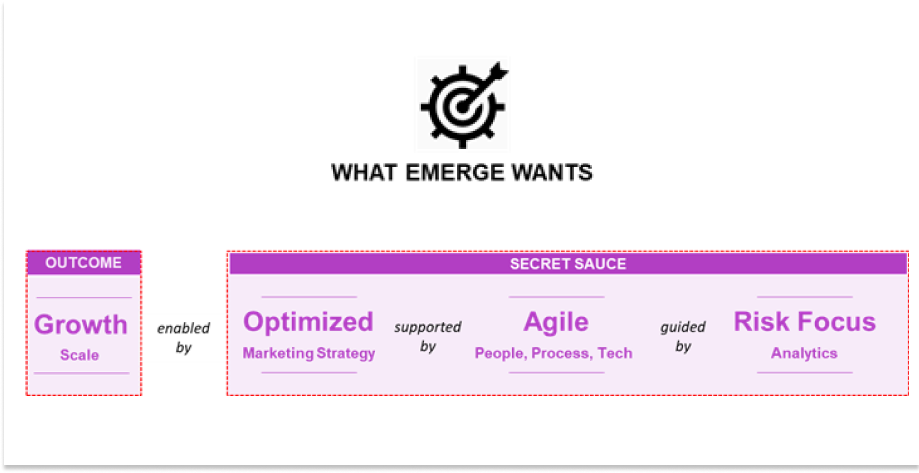 WHAT EMERGE WANTS
OUTCOME
Growth
Scale
enabled
by
SECRET SAUCE
Optimized
Marketing Strategy
supported
by
Agile
People, Process, Tech
guided
by
Risk Focus
Analytics